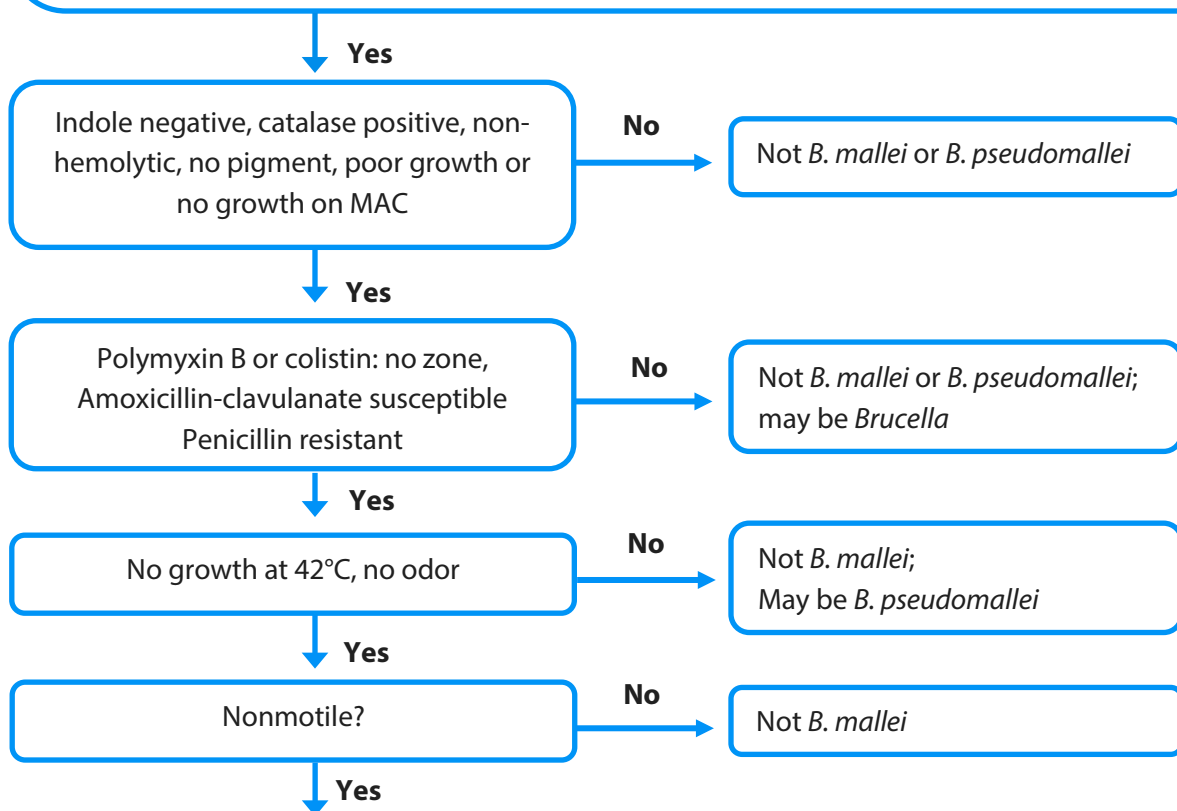 Yes
Indole negative, catalase positive, non-
hemolytic, no pigment, poor growth or
no growth on MAC
No
Not B. mallei or B. pseudomallei
Yes
Polymyxin B or colistin: no zone,
Amoxicillin-clavulanate susceptible
Penicillin resistant
No
Not B. mallei or B. pseudomallei;
may be Brucella
Yes
No growth at 42°C, no odor
No
Not B. mallei;
May be B. pseudomallei
Yes
Nonmotile?
No
Not B. mallei
Yes